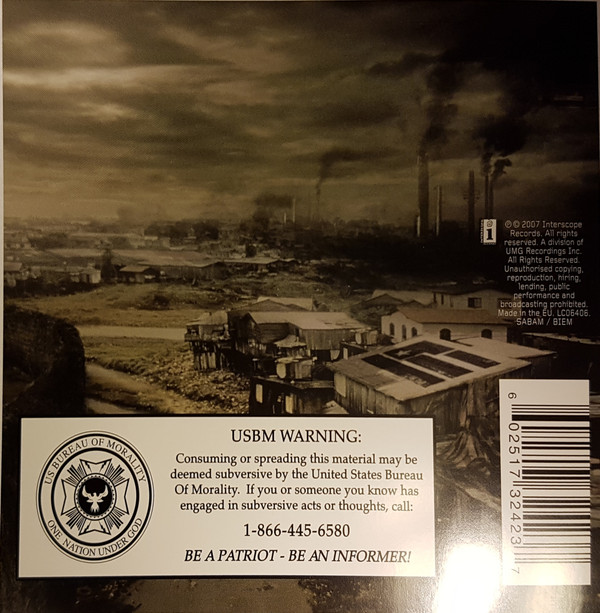 ℗ © 2007 Interscope
Records. All rights
reserved. A division of
UMG Recordings Inc.
All Rights Reserved.
Unauthorised copying,
reproduction, hiring,
lending, public
performance and
broadcasting prohibited.
Made in the EU. LC06406.
SABAM / BIEM
i
USBM WARNING:
Consuming or spreading this material may be
deemed subversive by the United States Bureau
Of Morality. If you or someone you know has
engaged in subversive acts or thoughts, call:
1-866-445-6580
BE A PATRIOT - BE AN INFORMER!
US BUREAU OF MORALITY
ONE NATION UNDER GOD
6 02517 32423 7